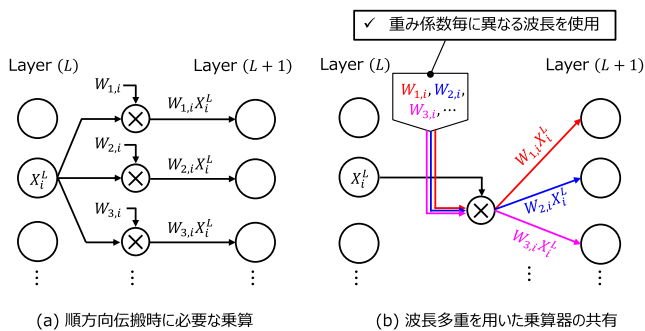 ✓ 重み係数毎に異なる波長を使用
Layer (L)
Layer (L + 1)
W₁,ᵢ
W₁,ᵢXᵢᴸ
W₂,ᵢ
Xᵢᴸ
W₂,ᵢXᵢᴸ
W₃,ᵢ
W₃,ᵢXᵢᴸ
⋮
⋮
⋮
(a) 順方向伝搬時に必要な乗算
Layer (L)
Layer (L + 1)
W₁,ᵢ, W₂,ᵢ,
W₃,ᵢ, ⋯
Xᵢᴸ
W₁,ᵢXᵢᴸ
W₂,ᵢXᵢᴸ
W₃,ᵢXᵢᴸ
⋮
⋮
⋮
(b) 波長多重を用いた乗算器の共有